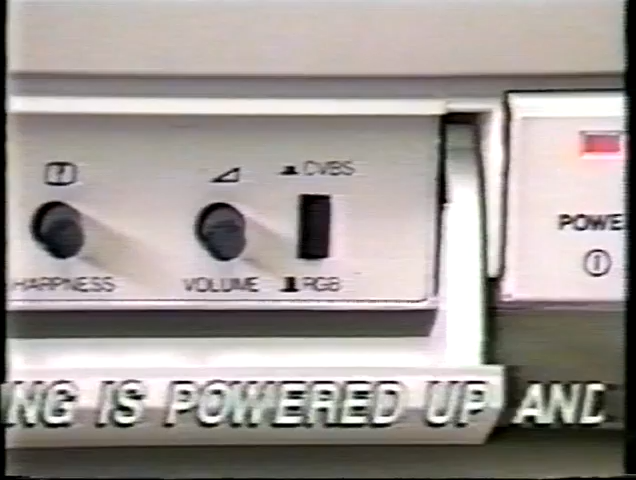 CVBS
HARPNESS
VOLUME
RGB
POWE
NG IS POWERED UP AND